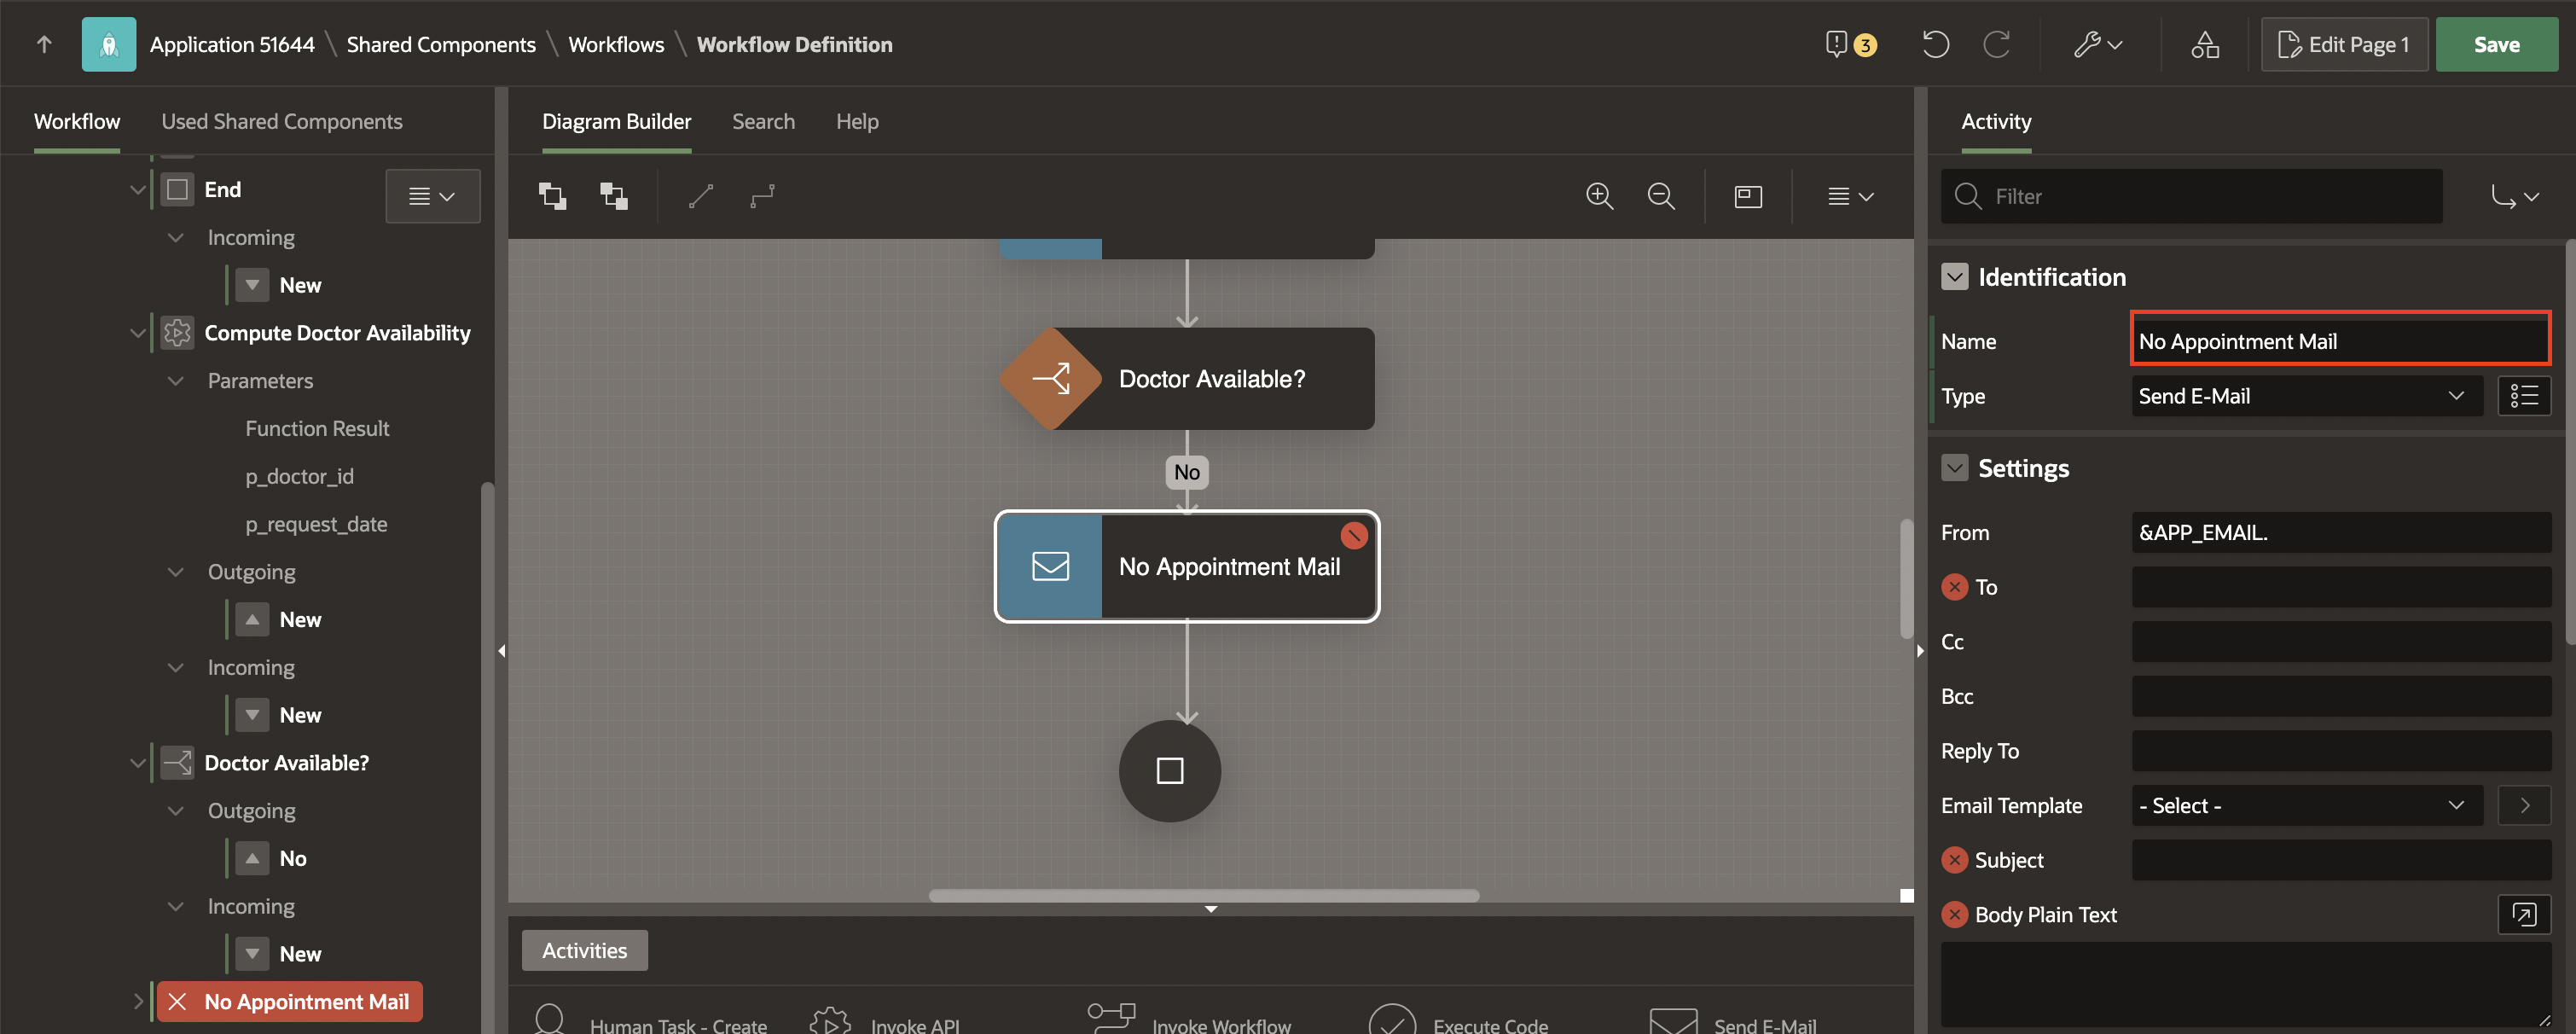 Application 51644 \ Shared Components \ Workflows \ Workflow Definition
3
Edit Page 1
Save
Workflow
Used Shared Components
End
Incoming
New
Compute Doctor Availability
Parameters
Function Result
p_doctor_id
p_request_date
Outgoing
New
Incoming
New
Doctor Available?
Outgoing
No
Incoming
New
No Appointment Mail
Diagram Builder
Search
Help
Doctor Available?
No
No Appointment Mail
Activities
Human Task - Create
Invoke API
Invoke Workflow
Execute Code
Send E-Mail
Activity
Filter
Identification
Name
No Appointment Mail
Type
Send E-Mail
Settings
From
&APP_EMAIL.
To
Cc
Bcc
Reply To
Email Template
- Select -
Subject
Body Plain Text